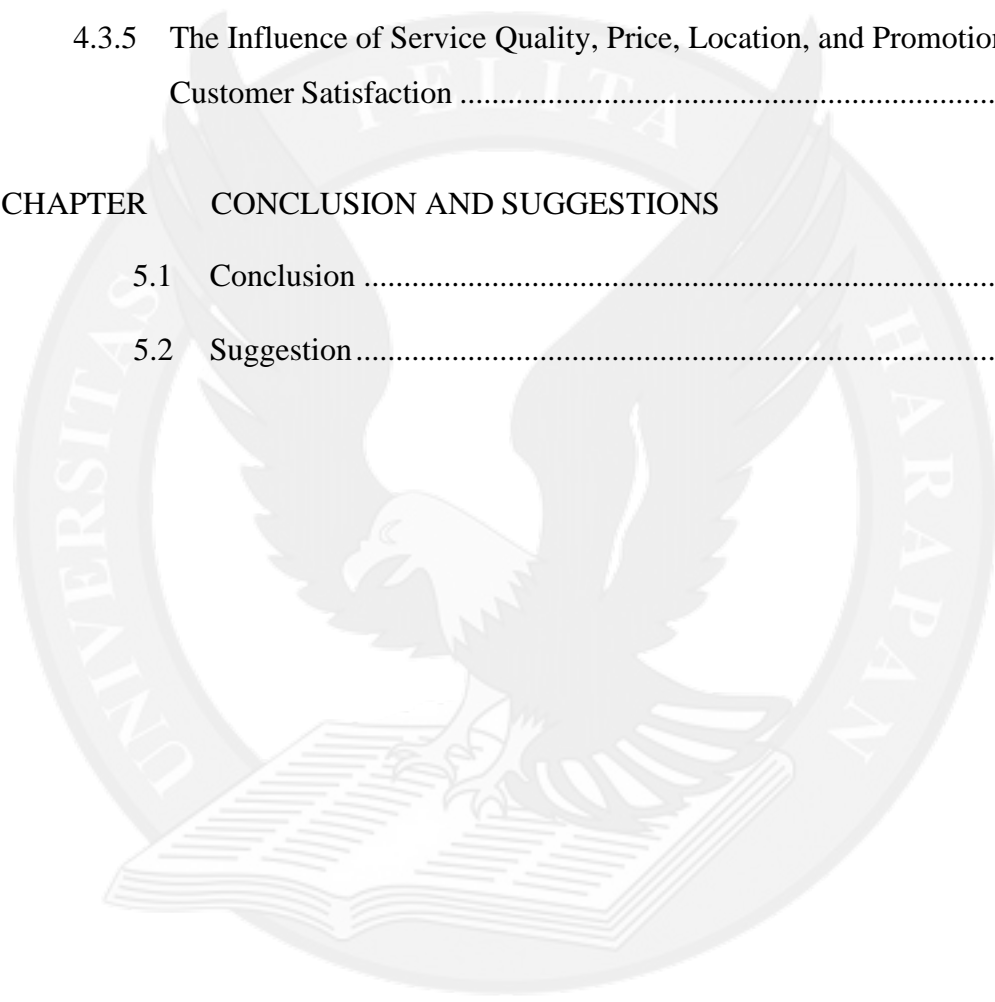 4.3.5 The Influence of Service Quality, Price, Location, and Promotion
Customer Satisfaction ...........................................................................
CHAPTER CONCLUSION AND SUGGESTIONS
5.1 Conclusion ...............................................................................
5.2 Suggestion ................................................................................
UNIVERSITAS PELITA HARAPAN